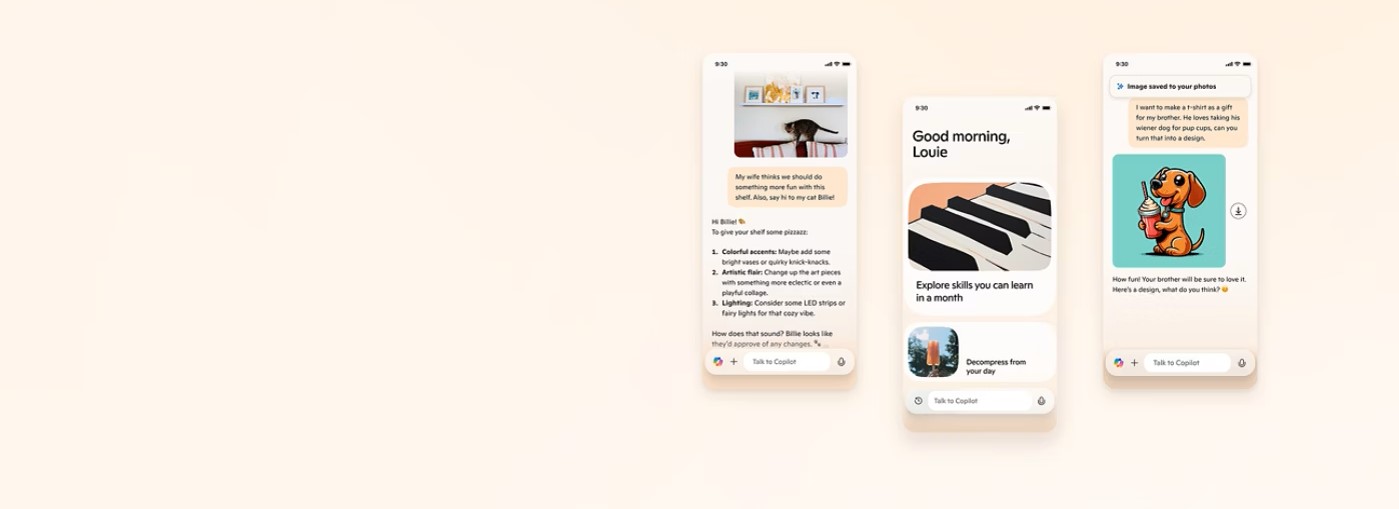 9:30
My wife thinks we should do
something more fun with this
shelf. Also, say hi to my cat Billie!
Hi Billie!
To give your shelf some pizzazz:
1. Colorful accents: Maybe add some
bright vases or quirky knick-knacks.
2. Artistic flair: Change up the art pieces
with something more eclectic or even a
playful collage.
3. Lighting: Consider some LED strips or
fairy lights for that cozy vibe.
How does that sound? Billie looks like
they'd approve of any changes.
Talk to Copilot
9:30
Good morning,
Louie
Explore skills you can learn
in a month
Decompress from
your day
Talk to Copilot
9:30
Image saved to your photos
I want to make a t-shirt as a gift
for my brother. He loves taking his
wiener dog for pup cups, can you
turn that into a design.
How fun! Your brother will be sure to love it.
Here's a design, what do you think? 😊
Talk to Copilot